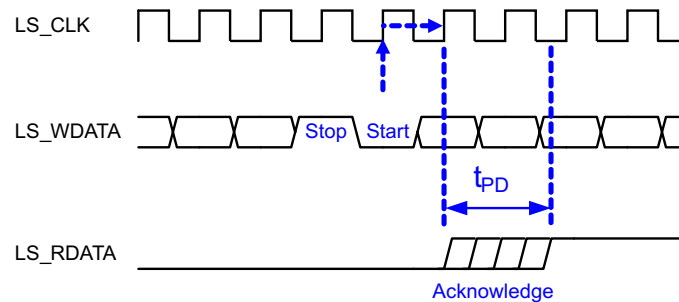 LS_CLK
LS_WDATA
Stop
Start
tPD
LS_RDATA
Acknowledge